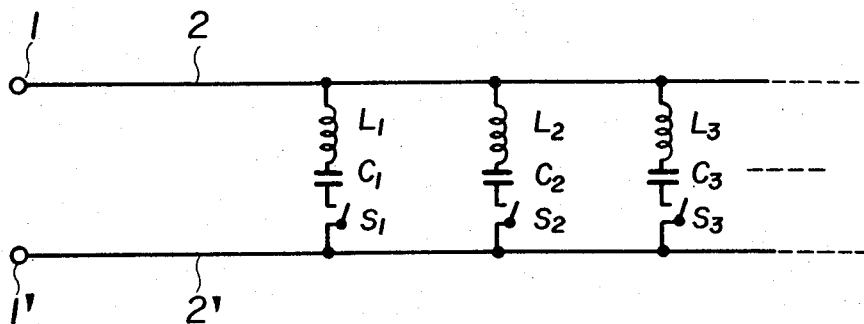 1 2
L₁ L₂ L₃
C₁ C₂ C₃
S₁ S₂ S₃
1' 2'